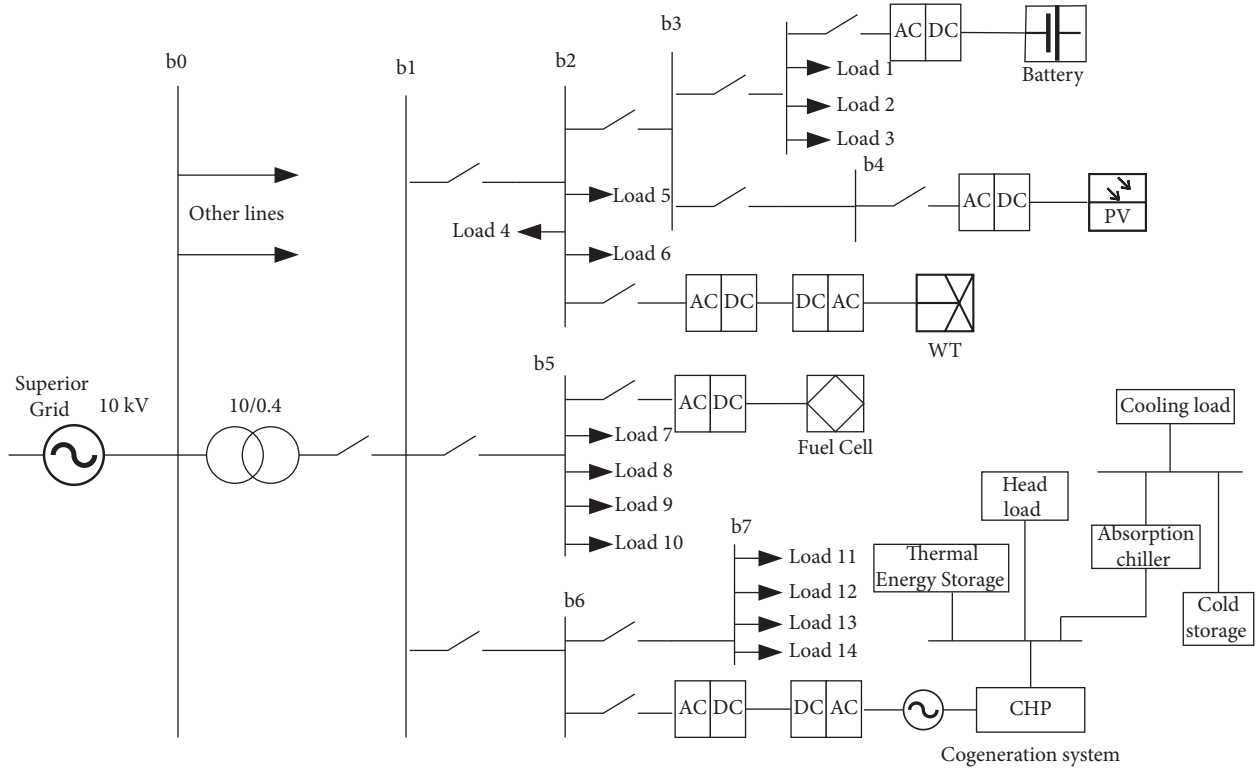 b0
b1
b2
b3
AC DC
Battery
Load 1
Load 2
Load 3
b4
AC DC
PV
Other lines
Load 5
Load 4
Load 6
AC DC
DC AC
WT
Superior
Grid
10 kV
10/0.4
b5
AC DC
Fuel Cell
Load 7
Load 8
Load 9
Load 10
Cooling load
Head
load
Absorption
chiller
Cold
storage
Thermal
Energy Storage
b7
Load 11
Load 12
Load 13
Load 14
b6
AC DC
DC AC
CHP
Cogeneration system